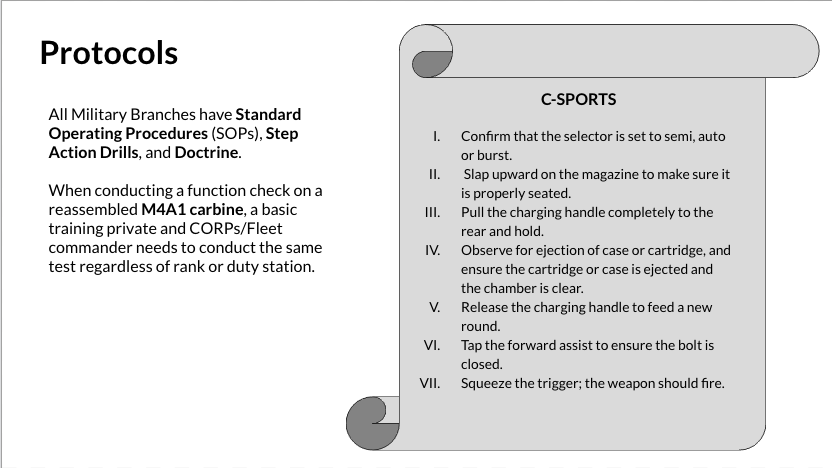 Protocols
All Military Branches have Standard
Operating Procedures (SOPs), Step
Action Drills, and Doctrine.
When conducting a function check on a
reassembled M4A1 carbine, a basic
training private and CORPs/Fleet
commander needs to conduct the same
test regardless of rank or duty station.
C-SPORTS
I. Confirm that the selector is set to semi, auto
or burst.
II. Slap upward on the magazine to make sure it
is properly seated.
III. Pull the charging handle completely to the
rear and hold.
IV. Observe for ejection of case or cartridge, and
ensure the cartridge or case is ejected and
the chamber is clear.
V. Release the charging handle to feed a new
round.
VI. Tap the forward assist to ensure the bolt is
closed.
VII. Squeeze the trigger; the weapon should fire.